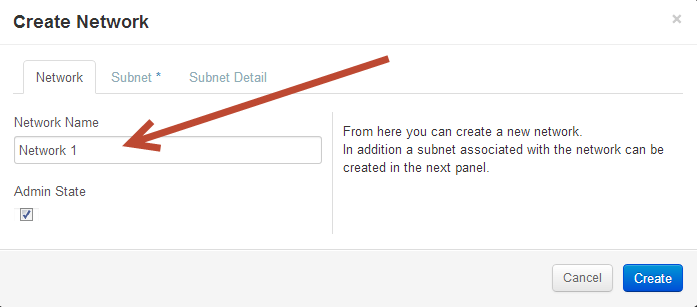 Create Network
×
Network
Subnet *
Subnet Detail
Network Name
Network 1
From here you can create a new network.
In addition a subnet associated with the network can be
created in the next panel.
Admin State
Cancel
Create